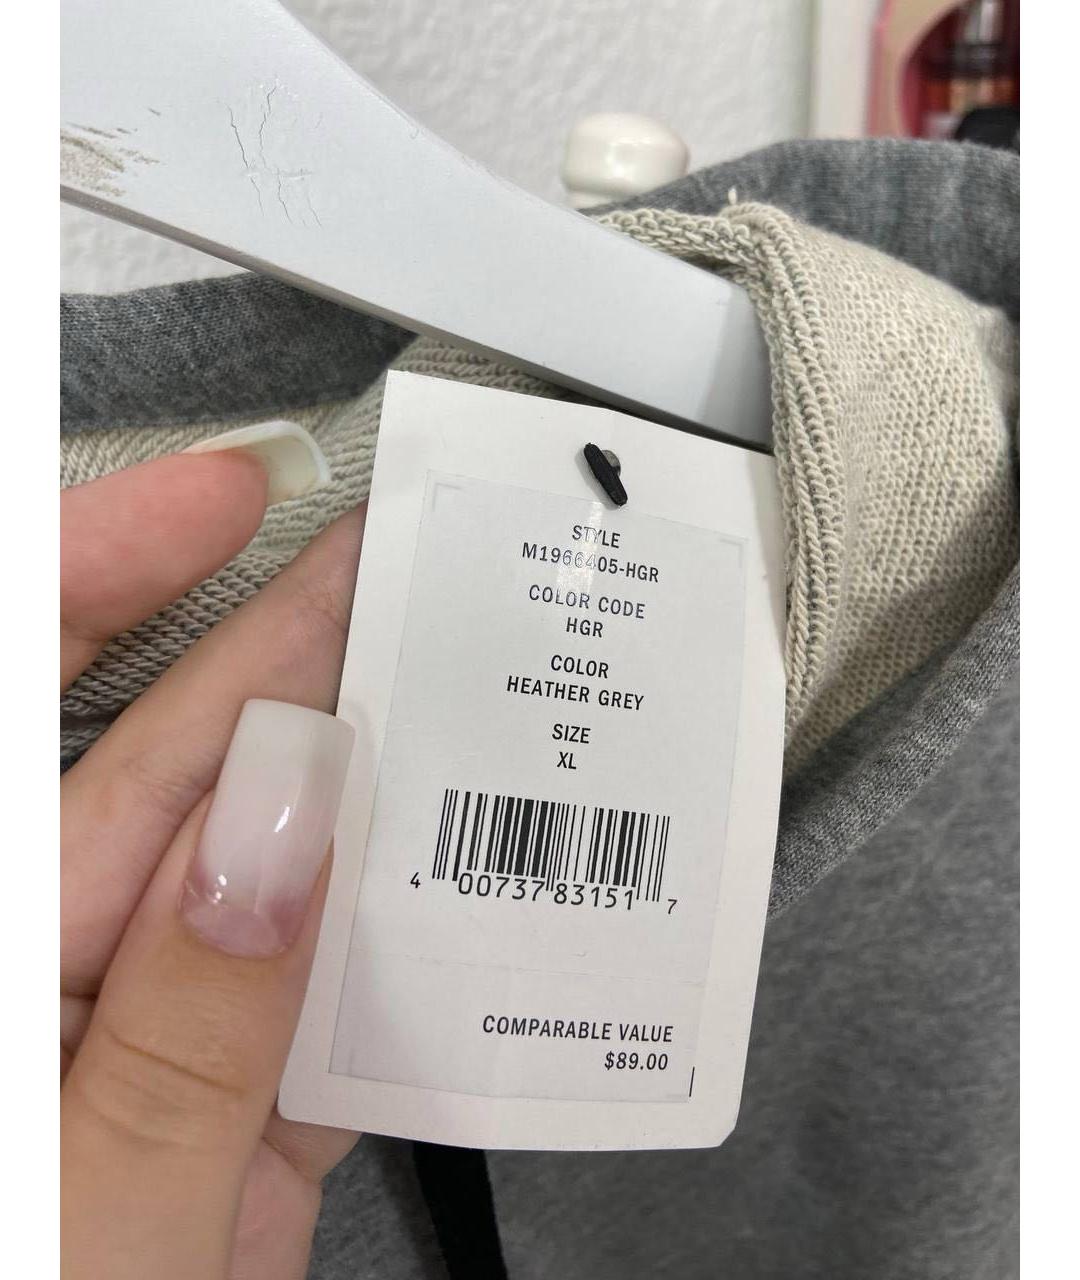 STYLE
M1966405-HGR
COLOR CODE
HGR
COLOR
HEATHER GREY
SIZE
XL
4 00737 83151 7
COMPARABLE VALUE
$89.00